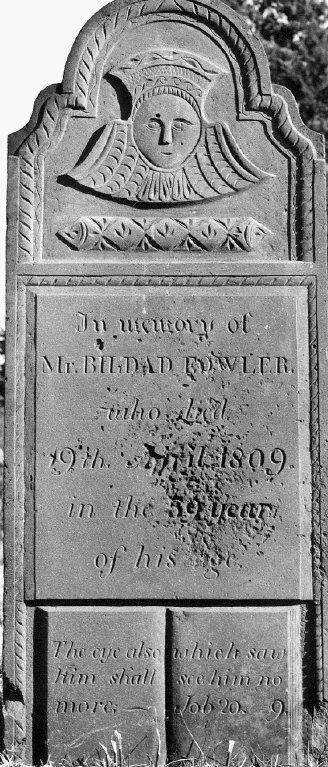 In memory of
Mr. BILDAD FOWLER.
who died
19th. April 1809.
in the 59 year
of his age.
The eye also which saw
him shall see him no
more; — Job 20. 9.